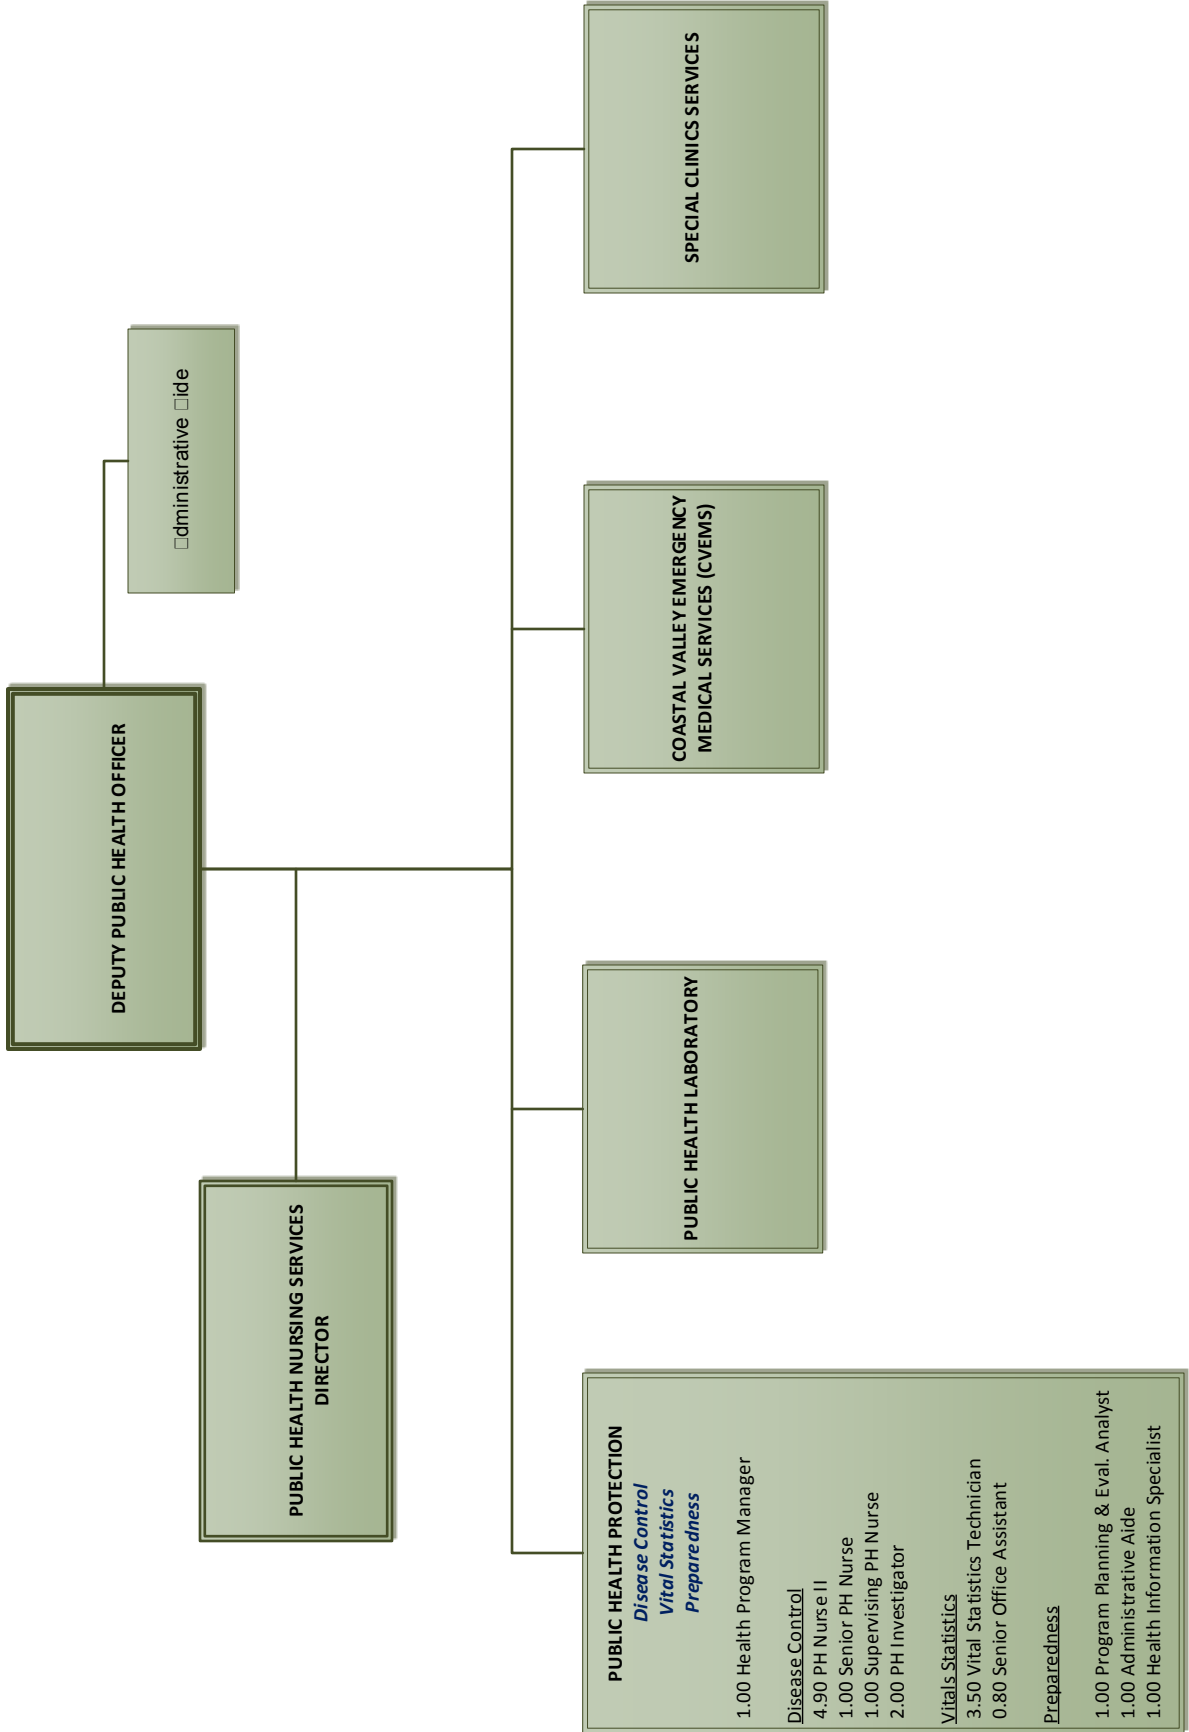 DEPUTY PUBLIC HEALTH OFFICER
□dministrative □ide
PUBLIC HEALTH NURSING SERVICES
DIRECTOR
PUBLIC HEALTH PROTECTION
Disease Control
Vital Statistics
Preparedness
1.00 Health Program Manager
Disease Control
4.90 PH Nurse II
1.00 Senior PH Nurse
1.00 Supervising PH Nurse
2.00 PH Investigator
Vitals Statistics
3.50 Vital Statistics Technician
0.80 Senior Office Assistant
Preparedness
1.00 Program Planning & Eval. Analyst
1.00 Administrative Aide
1.00 Health Information Specialist
PUBLIC HEALTH LABORATORY
COASTAL VALLEY EMERGENCY
MEDICAL SERVICES (CVEMS)
SPECIAL CLINICS SERVICES